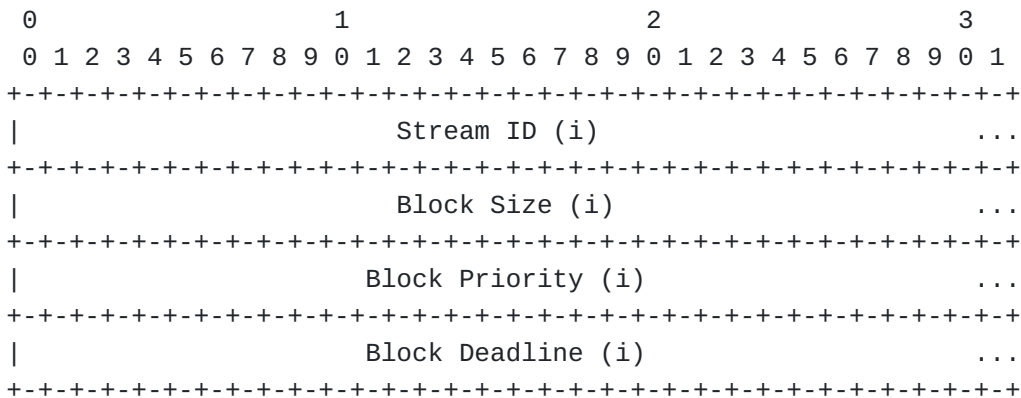 0                   1                   2                   3
 0 1 2 3 4 5 6 7 8 9 0 1 2 3 4 5 6 7 8 9 0 1 2 3 4 5 6 7 8 9 0 1
+-+-+-+-+-+-+-+-+-+-+-+-+-+-+-+-+-+-+-+-+-+-+-+-+-+-+-+-+-+-+-+-+
|                        Stream ID (i)                        ...
+-+-+-+-+-+-+-+-+-+-+-+-+-+-+-+-+-+-+-+-+-+-+-+-+-+-+-+-+-+-+-+-+
|                        Block Size (i)                       ...
+-+-+-+-+-+-+-+-+-+-+-+-+-+-+-+-+-+-+-+-+-+-+-+-+-+-+-+-+-+-+-+-+
|                      Block Priority (i)                     ...
+-+-+-+-+-+-+-+-+-+-+-+-+-+-+-+-+-+-+-+-+-+-+-+-+-+-+-+-+-+-+-+-+
|                      Block Deadline (i)                     ...
+-+-+-+-+-+-+-+-+-+-+-+-+-+-+-+-+-+-+-+-+-+-+-+-+-+-+-+-+-+-+-+-+